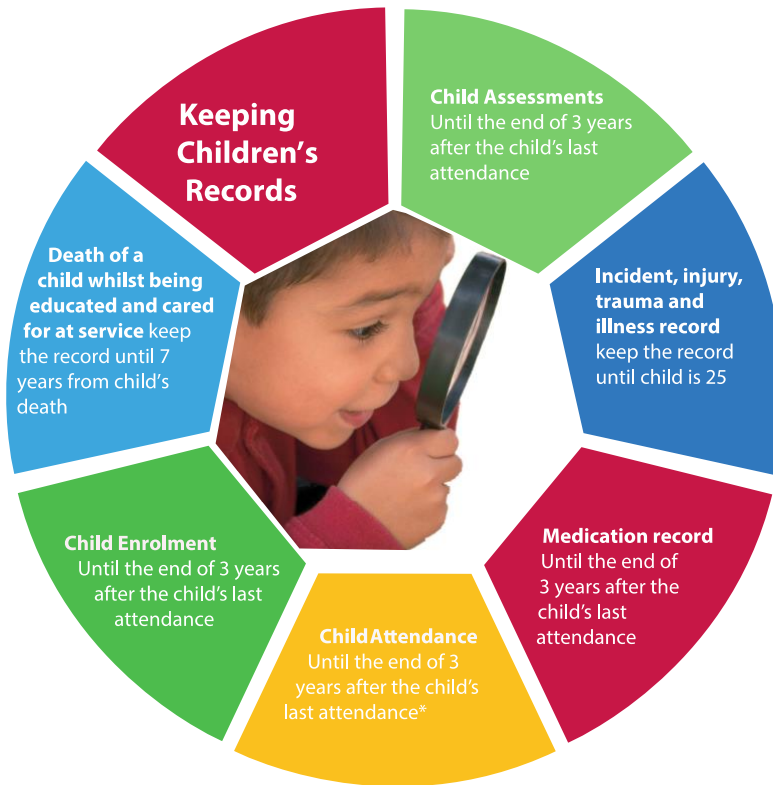 Keeping
Children's
Records
Child Assessments
Until the end of 3 years
after the child's last
attendance
Incident, injury,
trauma and
illness record
keep the record
until child is 25
Medication record
Until the end of
3 years after the
child's last
attendance
Child Attendance
Until the end of 3
years after the child's
last attendance*
Child Enrolment
Until the end of 3 years
after the child's last
attendance
Death of a
child whilst being
educated and cared
for at service keep
the record until 7
years from child's
death